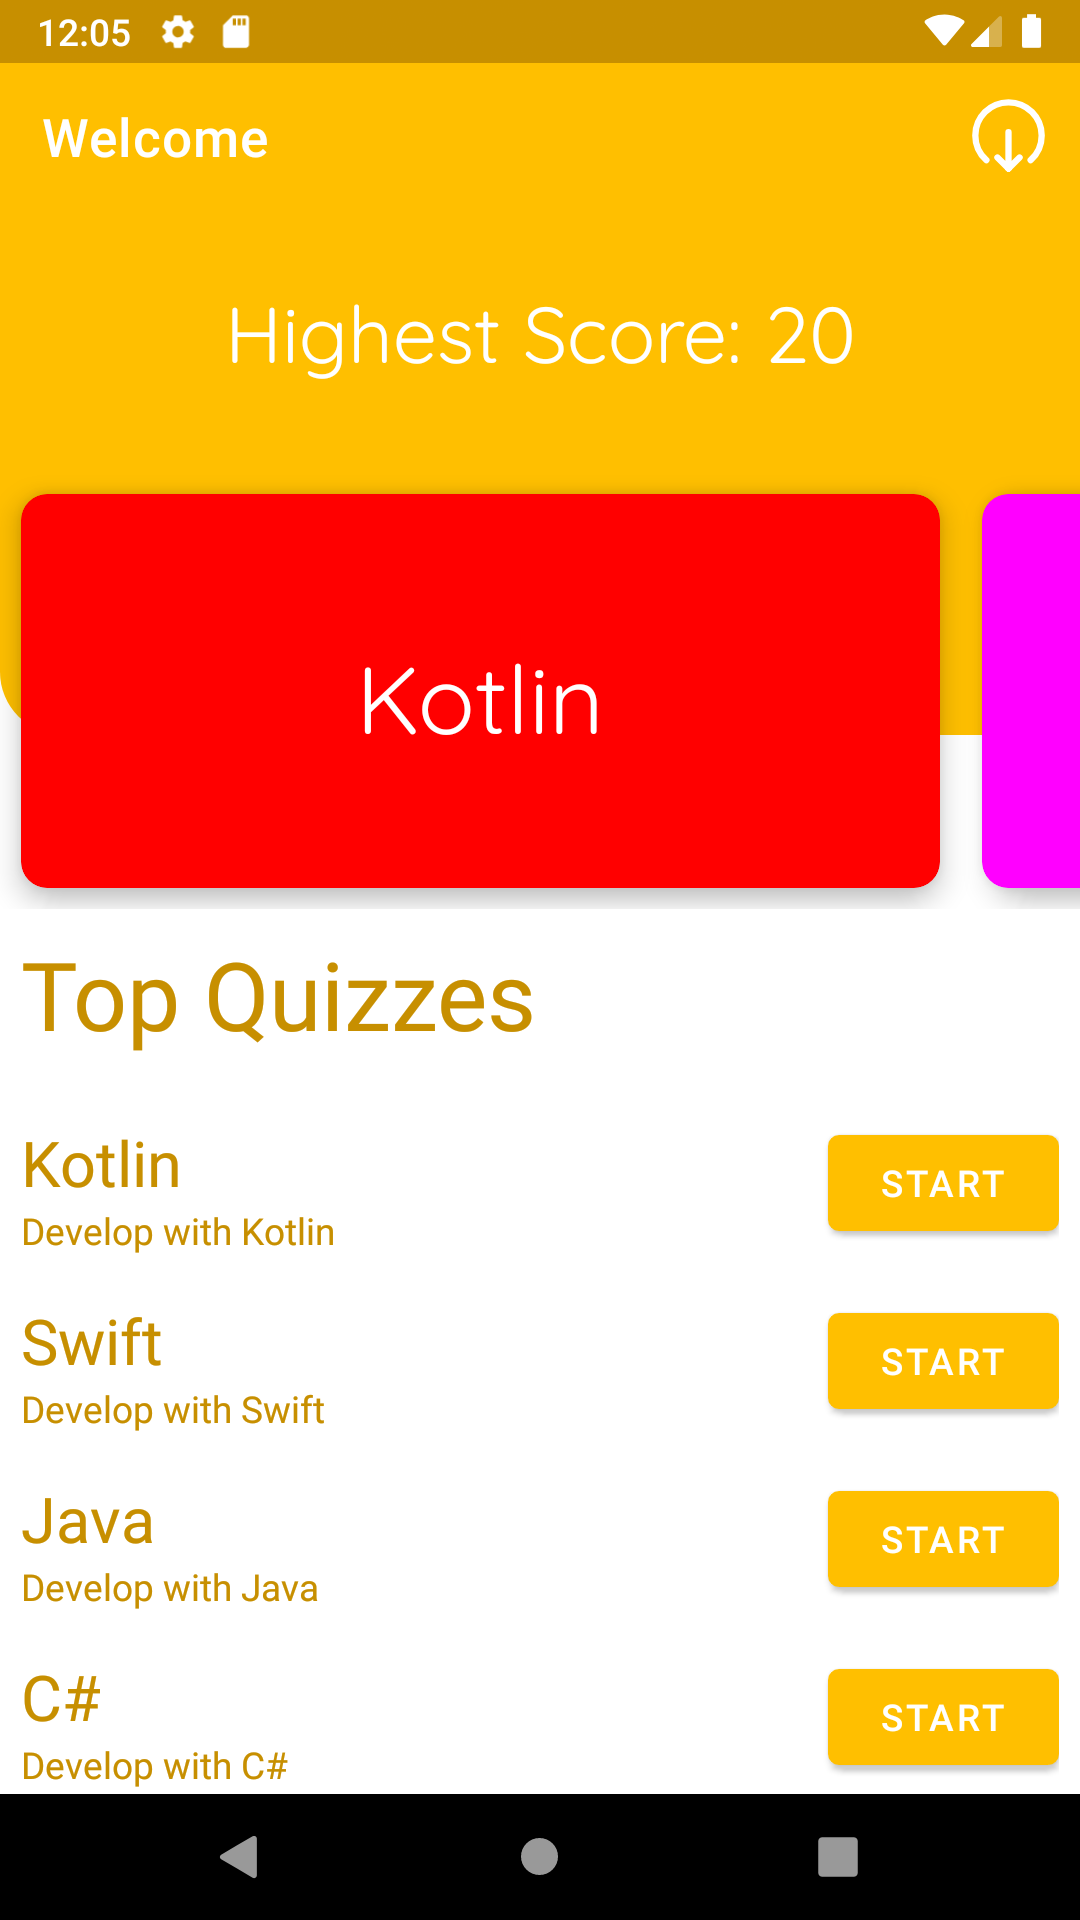 12:05
Welcome
Highest Score: 20
Kotlin
Top Quizzes
Kotlin
Develop with Kotlin
START
Swift
Develop with Swift
START
Java
Develop with Java
START
C#
Develop with C#
START